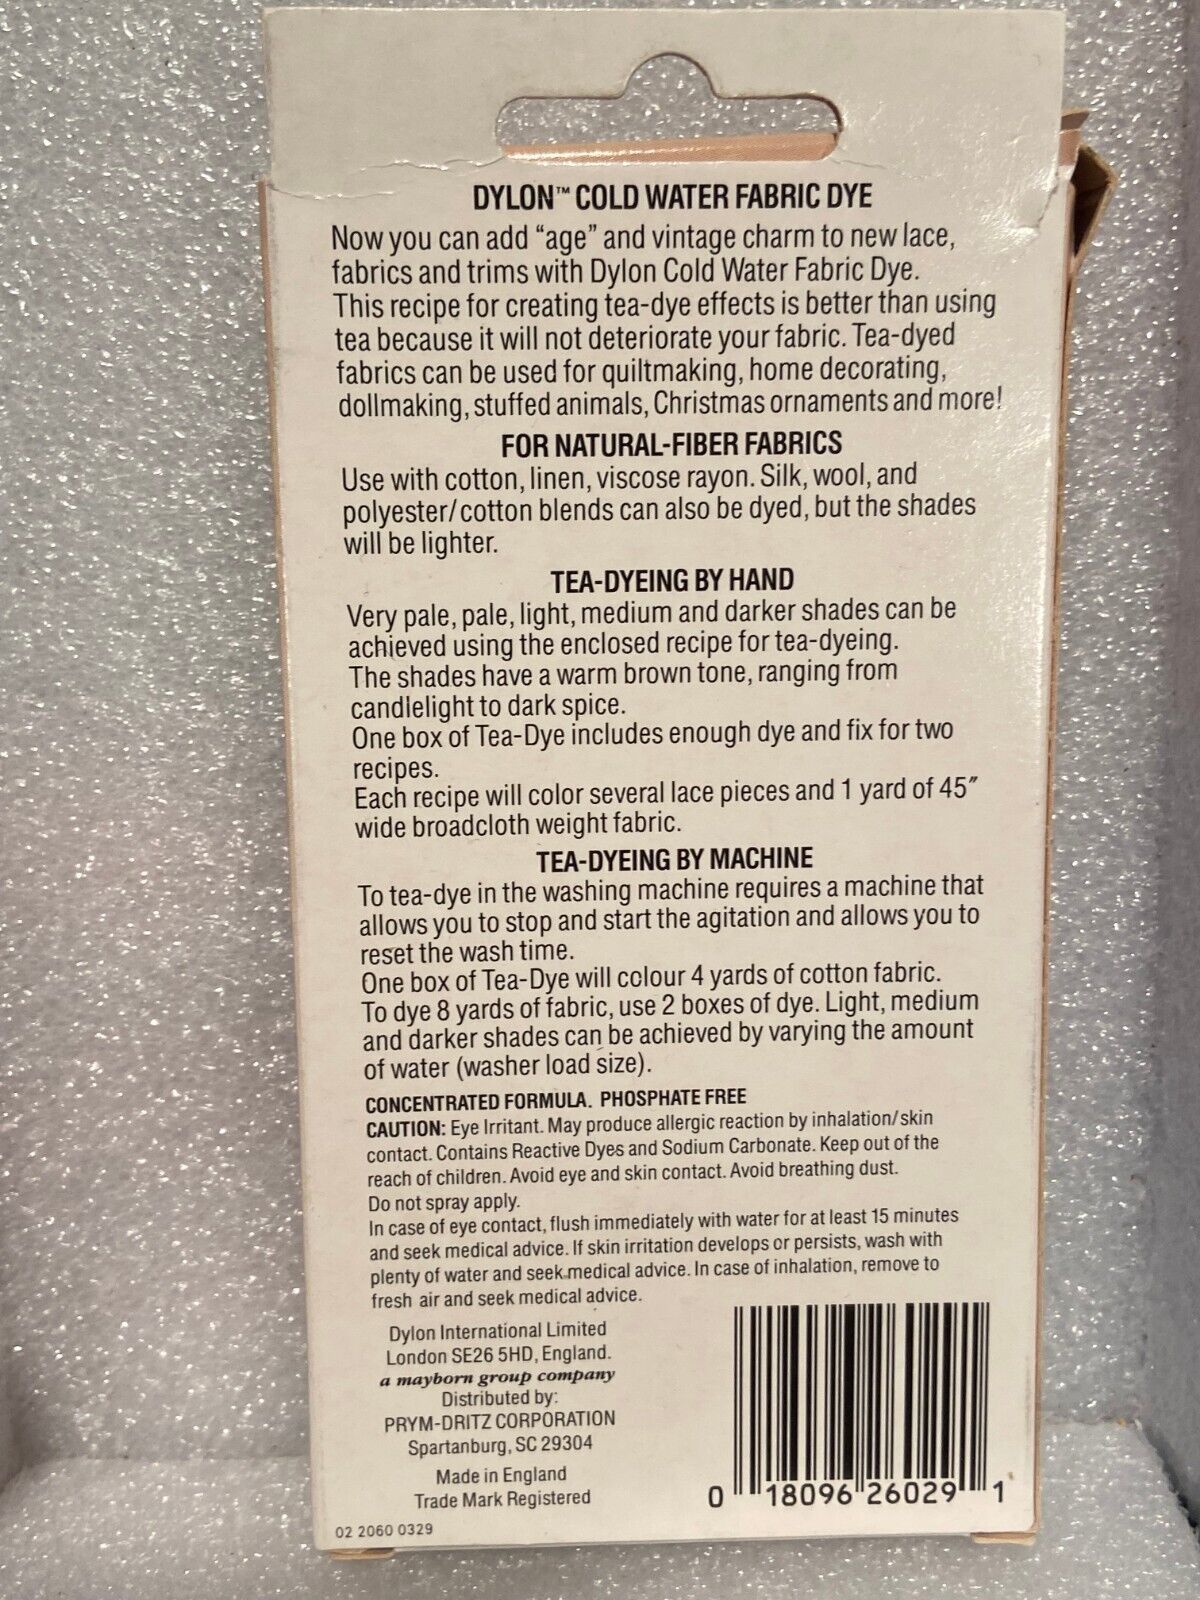 DYLON™ COLD WATER FABRIC DYE
Now you can add “age” and vintage charm to new lace,
fabrics and trims with Dylon Cold Water Fabric Dye.
This recipe for creating tea-dye effects is better than using
tea because it will not deteriorate your fabric. Tea-dyed
fabrics can be used for quiltmaking, home decorating,
dollmaking, stuffed animals, Christmas ornaments and more!
FOR NATURAL-FIBER FABRICS
Use with cotton, linen, viscose rayon. Silk, wool, and
polyester/cotton blends can also be dyed, but the shades
will be lighter.
TEA-DYEING BY HAND
Very pale, pale, light, medium and darker shades can be
achieved using the enclosed recipe for tea-dyeing.
The shades have a warm brown tone, ranging from
candlelight to dark spice.
One box of Tea-Dye includes enough dye and fix for two
recipes.
Each recipe will color several lace pieces and 1 yard of 45″
wide broadcloth weight fabric.
TEA-DYEING BY MACHINE
To tea-dye in the washing machine requires a machine that
allows you to stop and start the agitation and allows you to
reset the wash time.
One box of Tea-Dye will colour 4 yards of cotton fabric.
To dye 8 yards of fabric, use 2 boxes of dye. Light, medium
and darker shades can be achieved by varying the amount
of water (washer load size).
CONCENTRATED FORMULA. PHOSPHATE FREE
CAUTION: Eye Irritant. May produce allergic reaction by inhalation/skin
contact. Contains Reactive Dyes and Sodium Carbonate. Keep out of the
reach of children. Avoid eye and skin contact. Avoid breathing dust.
Do not spray apply.
In case of eye contact, flush immediately with water for at least 15 minutes
and seek medical advice. If skin irritation develops or persists, wash with
plenty of water and seek medical advice. In case of inhalation, remove to
fresh air and seek medical advice.
Dylon International Limited
London SE26 5HD, England.
a mayborn group company
Distributed by:
PRYM-DRITZ CORPORATION
Spartanburg, SC 29304
Made in England
Trade Mark Registered
02 2060 0329
0 18096 26029 1